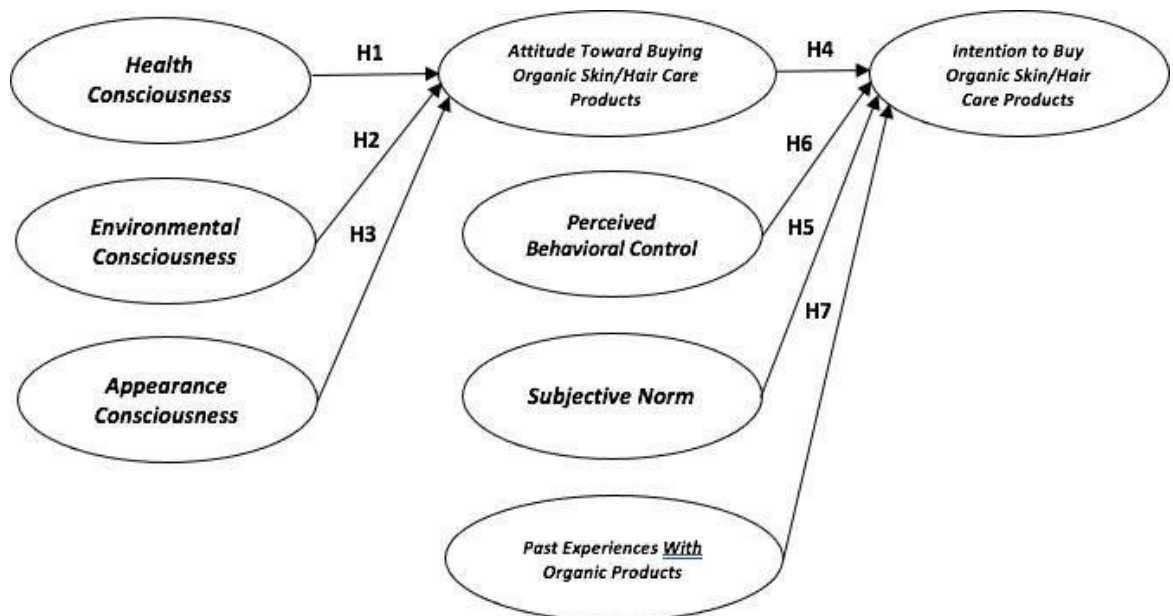 Health
Consciousness
H1
Attitude Toward Buying
Organic Skin/Hair Care
Products
H4
Intention to Buy
Organic Skin/Hair
Care Products
H2
H6
Environmental
Consciousness
H3
Perceived
Behavioral Control
H5
H7
Appearance
Consciousness
Subjective Norm
Past Experiences With
Organic Products